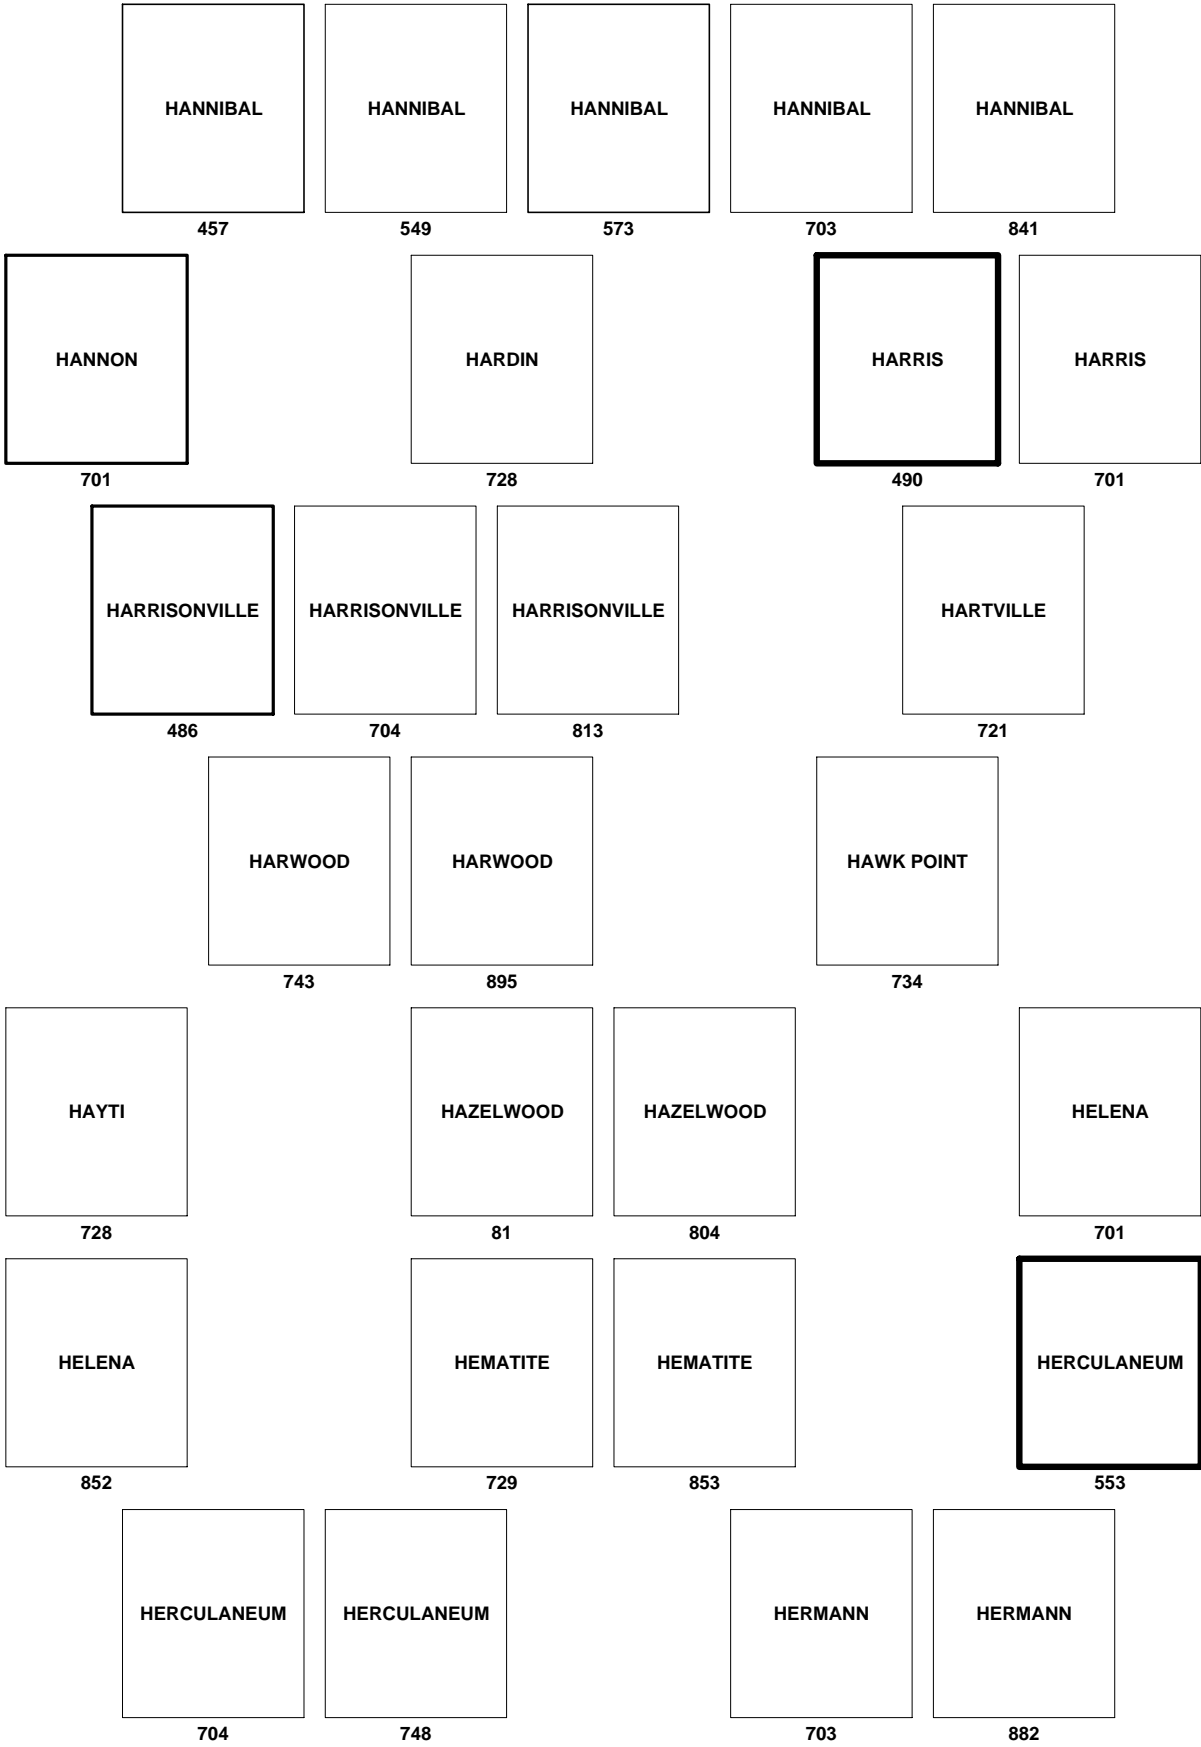 HANNIBAL HANNIBAL HANNIBAL HANNIBAL HANNIBAL
457 549 573 703 841
HANNON HARDIN HARRIS HARRIS
701 728 490 701
HARRISONVILLE HARRISONVILLE HARRISONVILLE HARTVILLE
486 704 813 721
HARWOOD HARWOOD HAWK POINT
743 895 734
HAYTI HAZELWOOD HAZELWOOD HELENA
728 81 804 701
HELENA HEMATITE HEMATITE HERCULANEUM
852 729 853 553
HERCULANEUM HERCULANEUM HERMANN HERMANN
704 748 703 882